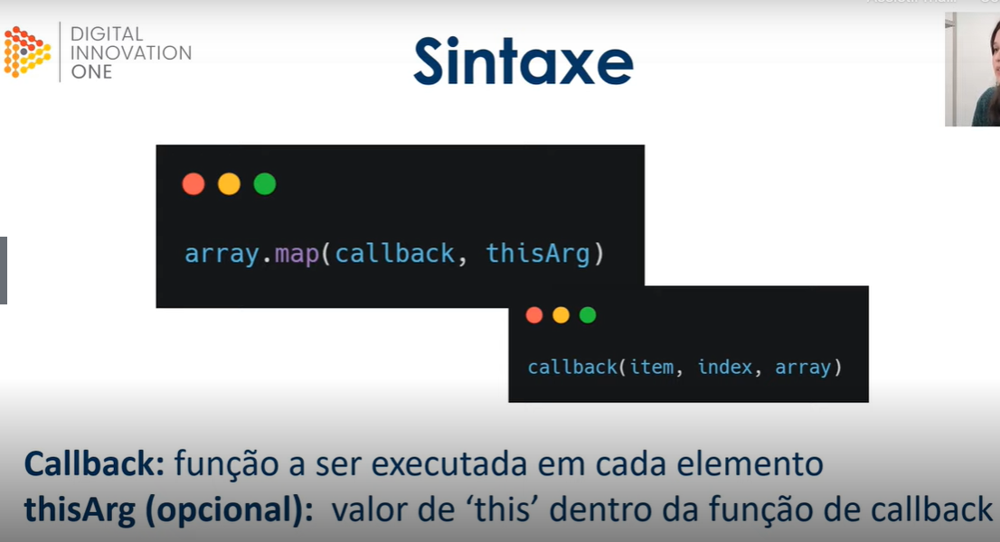 DIGITAL
INNOVATION
ONE
Sintaxe
array.map(callback, thisArg)
callback(item, index, array)
Callback: função a ser executada em cada elemento
thisArg (opcional): valor de ‘this’ dentro da função de callback